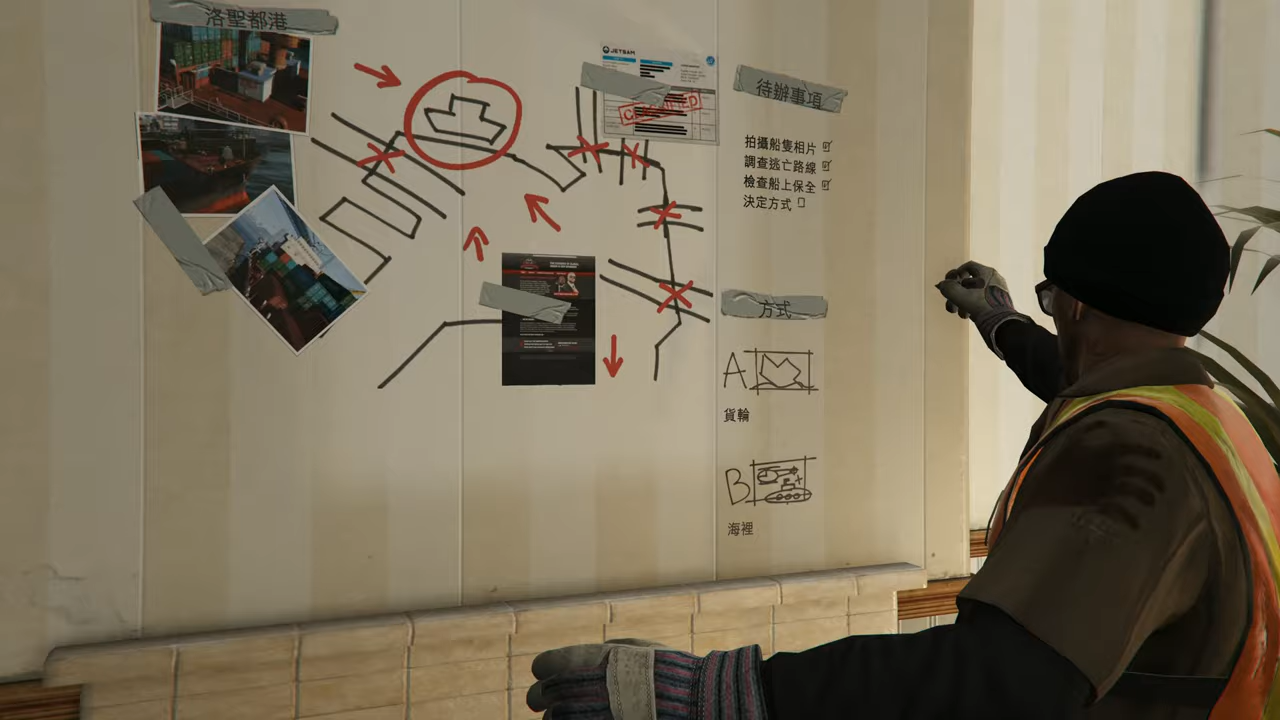 洛聖都港
JETSAM
待辦事項
拍攝船隻相片
調查逃亡路線
檢查船上保全
決定方式
方式
A
貨輪
B
海裡